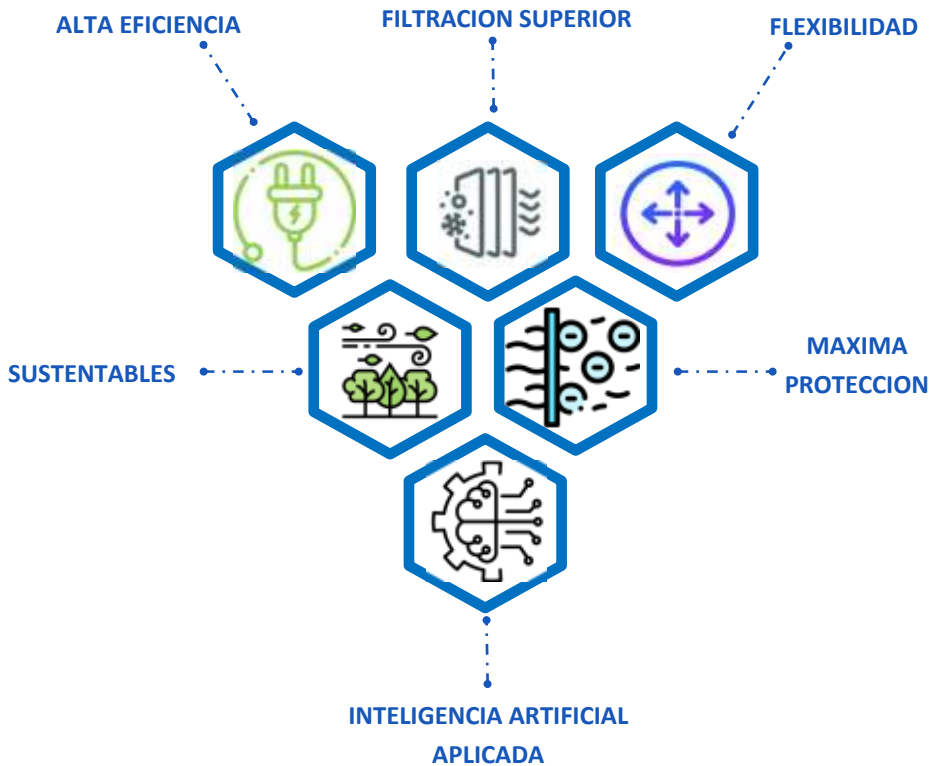 ALTA EFICIENCIA
FILTRACION SUPERIOR
FLEXIBILIDAD
SUSTENTABLES
MAXIMA
PROTECCION
INTELIGENCIA ARTIFICIAL
APLICADA